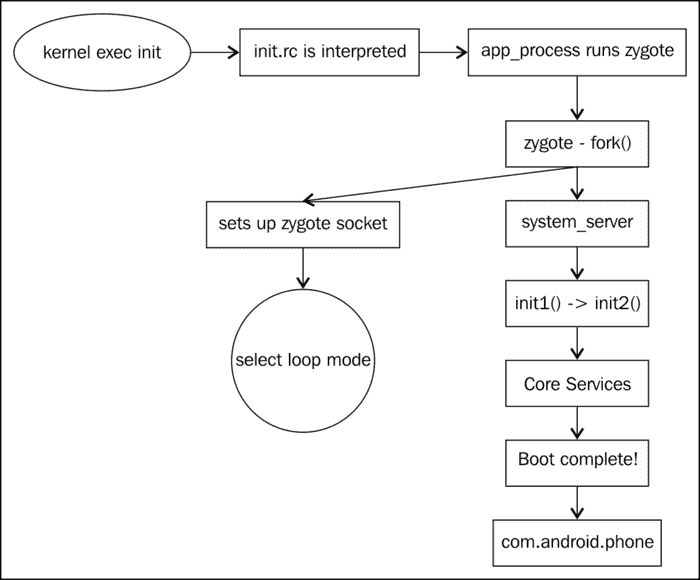 kernel exec init
init.rc is interpreted
app_process runs zygote
zygote - fork()
sets up zygote socket
system_server
init1() -> init2()
select loop mode
Core Services
Boot complete!
com.android.phone